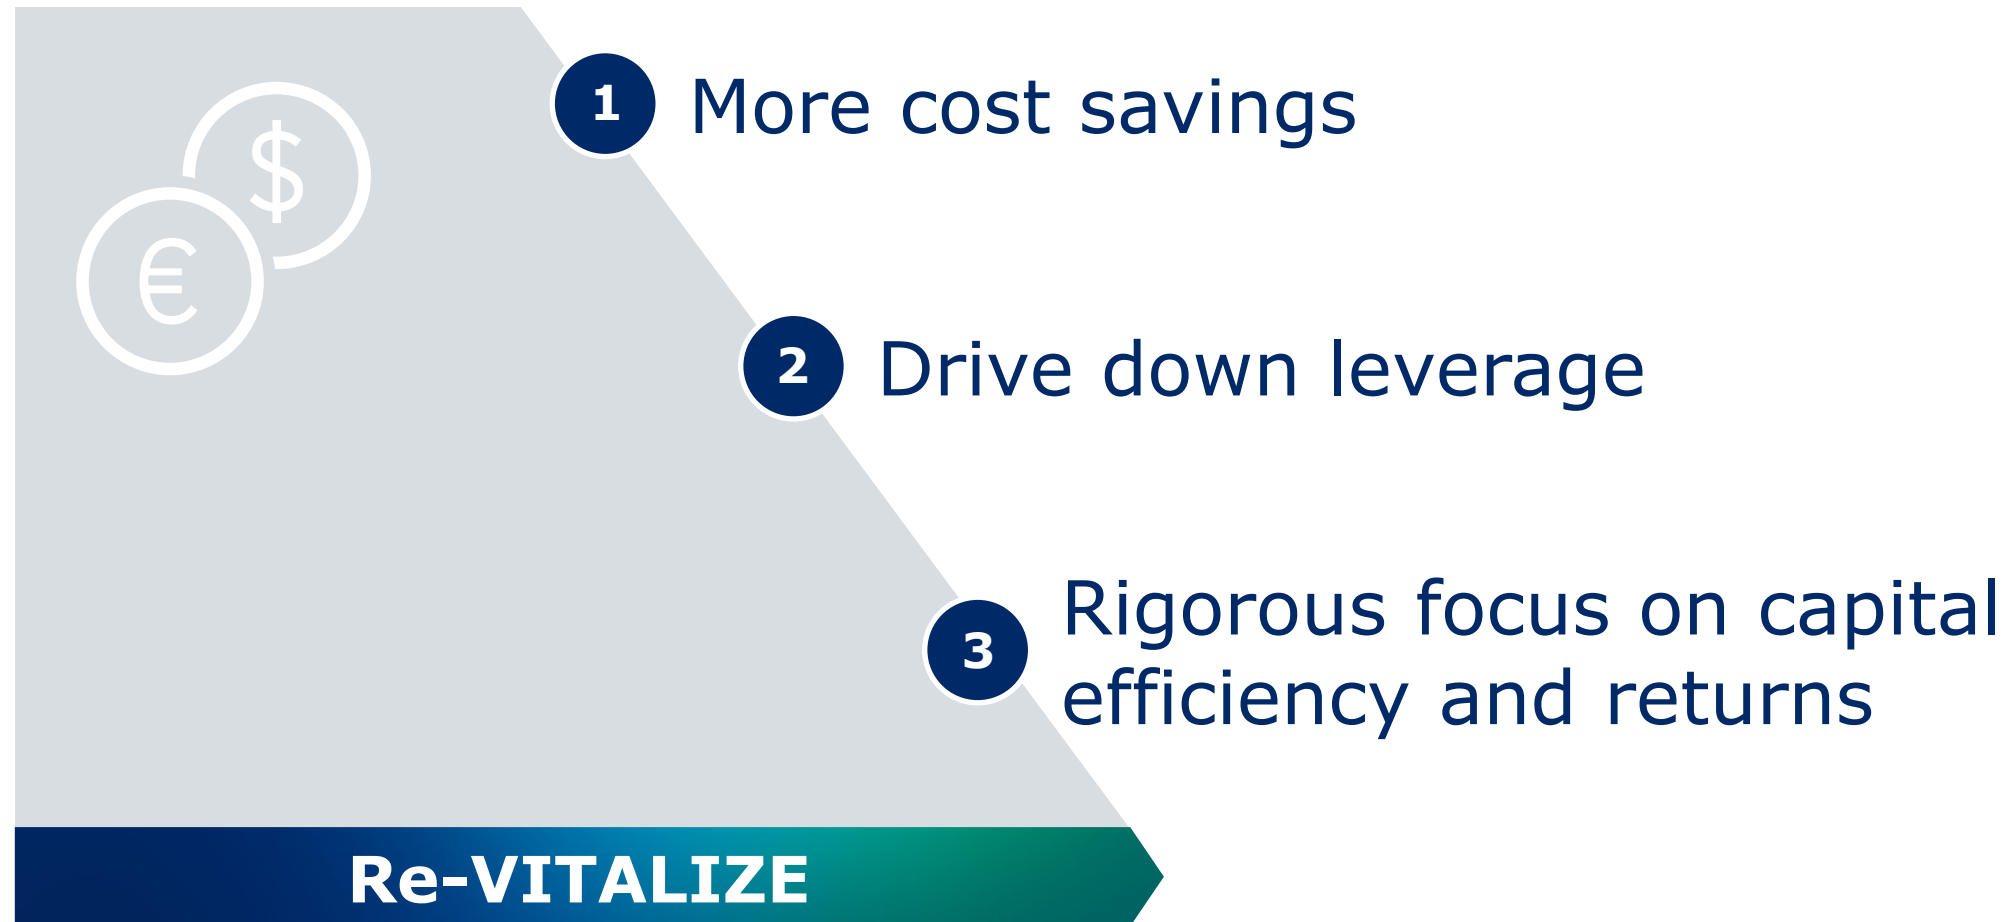 1 More cost savings
$
€
2 Drive down leverage
3 Rigorous focus on capital
efficiency and returns
Re-VITALIZE